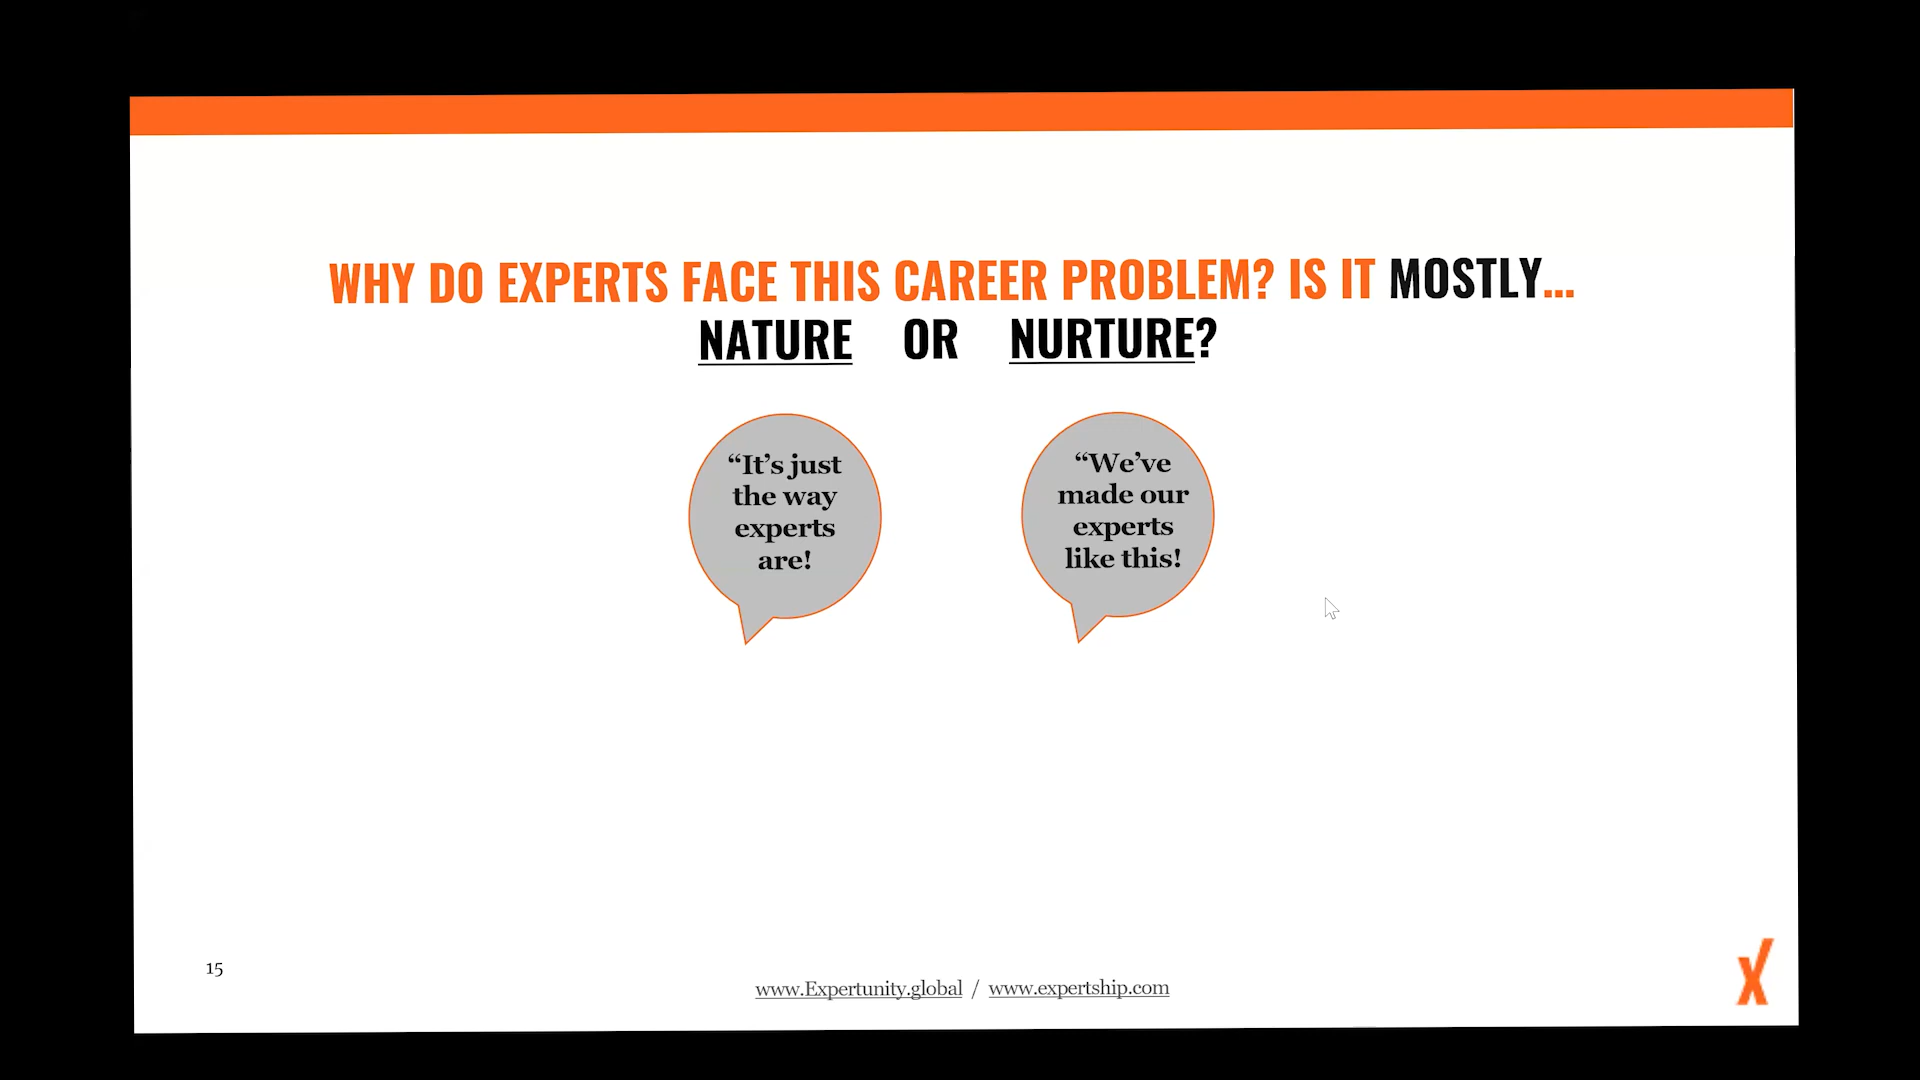 WHY DO EXPERTS FACE THIS CAREER PROBLEM? IS IT MOSTLY...
NATURE OR NURTURE?
“It’s just
the way
experts
are!
“We’ve
made our
experts
like this!
15
www.Expertunity.global / www.expertship.com